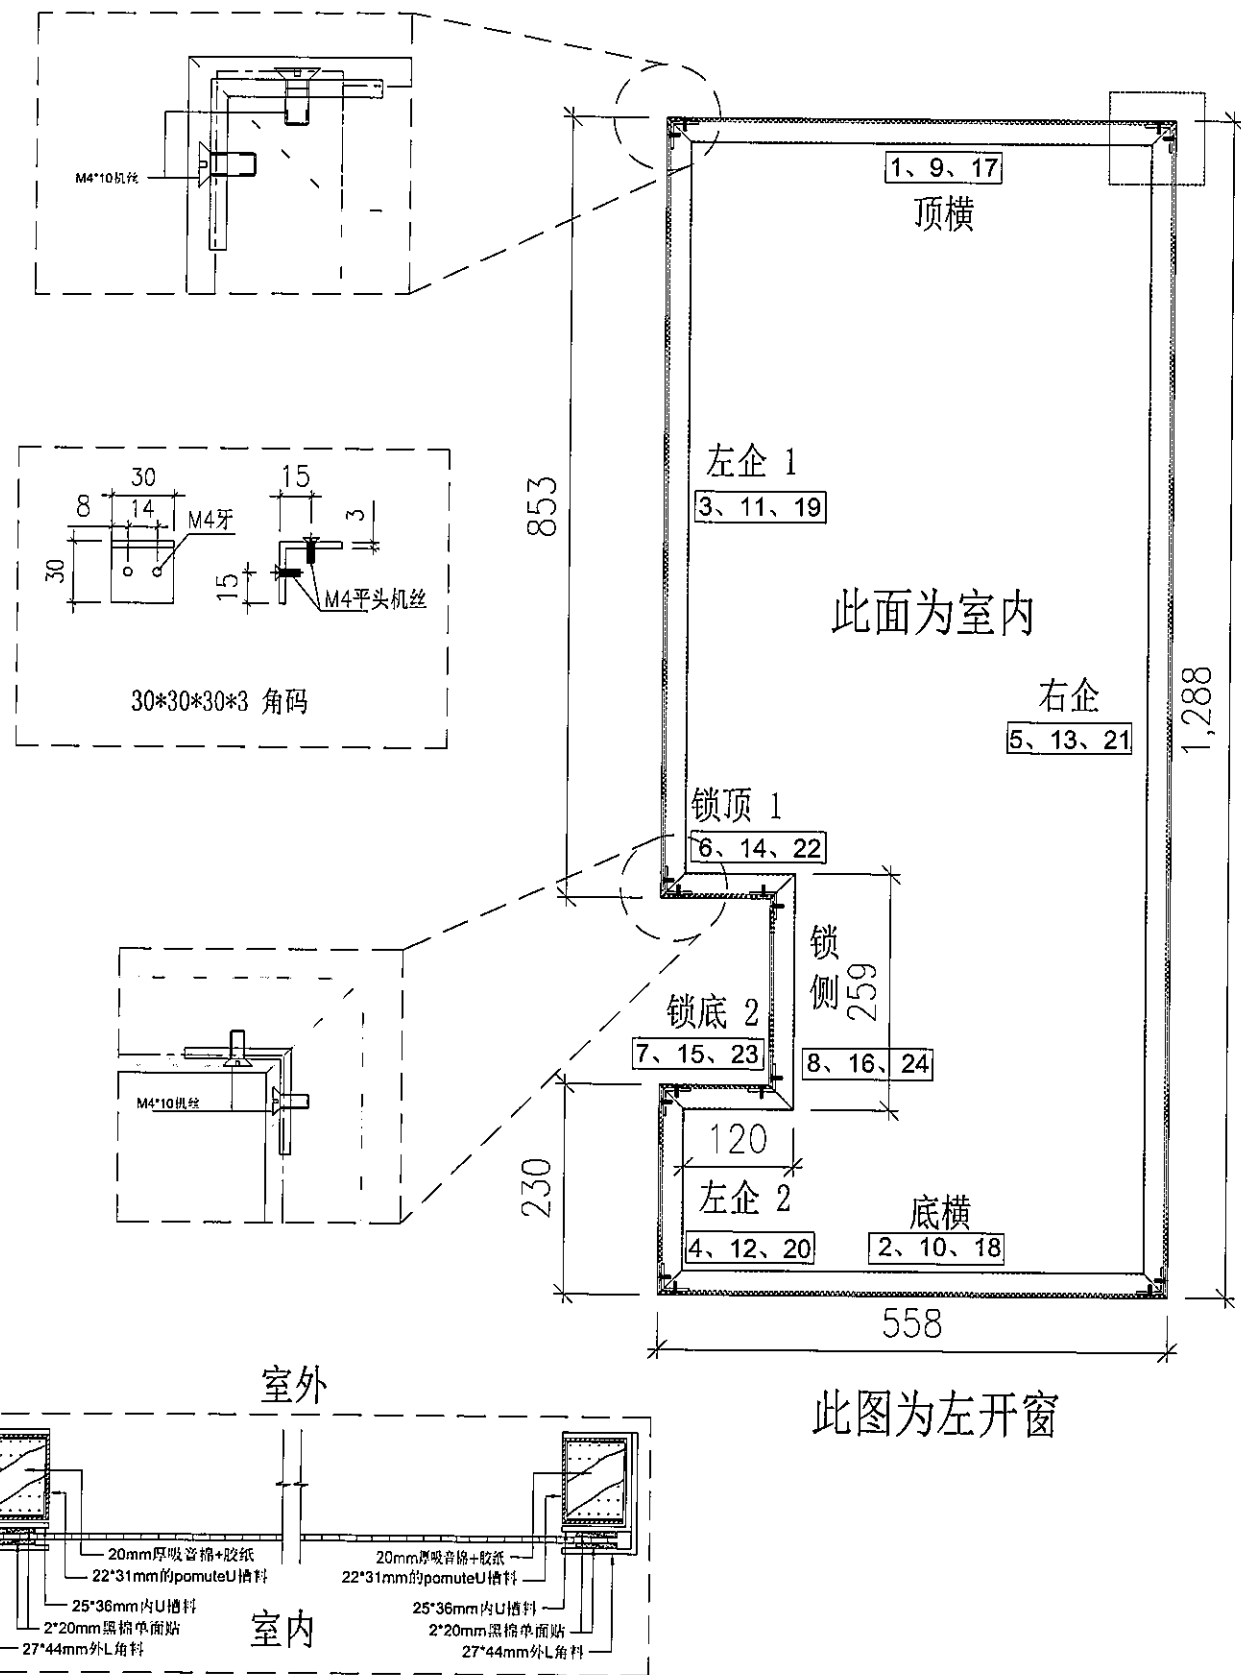 M4*10机丝
1、9、17
顶横
853
左企 1
3、11、19
此面为室内
右企
5、13、21
1,288
30
8
14
M4牙
30
15
3
15
M4平头机丝
30*30*30*3 角码
锁顶 1
6、14、22
锁侧
259
锁底 2
7、15、23
8、16、24
M4*10机丝
120
230
左企 2
4、12、20
底横
2、10、18
558
此图为左开窗
室外
20mm厚吸音棉+胶纸
22*31mm的pomuteU槽料
25*36mm内U槽料
2*20mm黑棉单面贴
27*44mm外L角料
室内
20mm厚吸音棉+胶纸
22*31mm的pomuteU槽料
25*36mm内U槽料
2*20mm黑棉单面贴
27*44mm外L角料